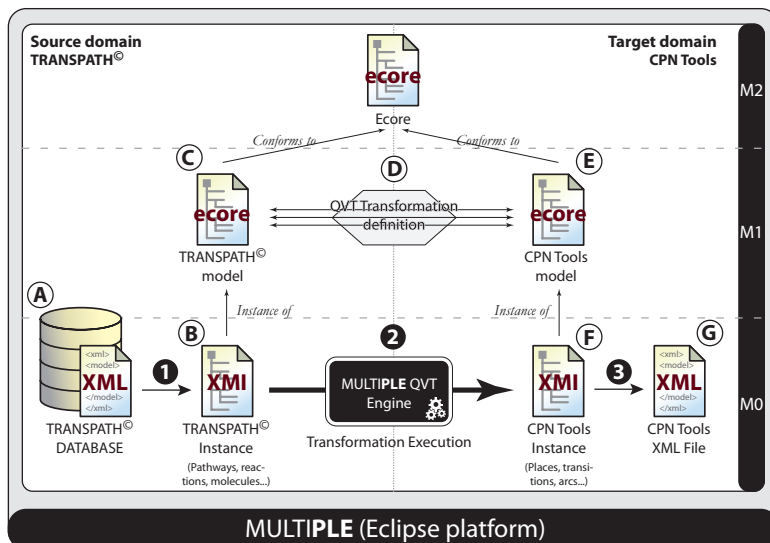 Source domain
TRANSPATH©
Target domain
CPN Tools
M2
ecore
Ecore
Conforms to
Conforms to
C
D
E
ecore
QVT Transformation
definition
ecore
M1
TRANSPATH©
model
CPN Tools
model
A
Instance of
Instance of
B
2
F
G
<xml>
<model>
XML
</model>
</xml>
1
XMI
MULTIPLE QVT
Engine
XMI
3
<xml>
<model>
XML
</model>
</xml>
M0
TRANSPATH©
DATABASE
TRANSPATH©
Instance
(Pathways, reac-
tions, molecules...)
Transformation Execution
CPN Tools
Instance
(Places, transi-
tions, arcs...)
CPN Tools
XML File
MULTIPLE (Eclipse platform)